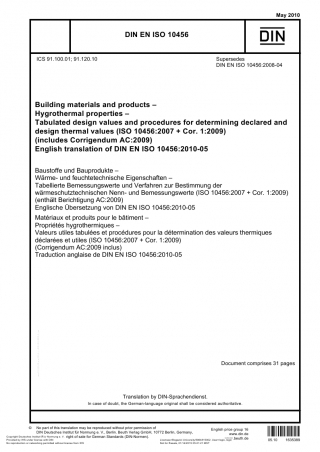 May 2010
DIN EN ISO 10456
DIN
ICS 91.100.01; 91.120.10
Supersedes
DIN EN ISO 10456:2008-04
Building materials and products –
Hygrothermal properties –
Tabulated design values and procedures for determining declared and
design thermal values (ISO 10456:2007 + Cor. 1:2009)
(includes Corrigendum AC:2009)
English translation of DIN EN ISO 10456:2010-05
Baustoffe und Bauprodukte –
Wärme- und feuchtetechnische Eigenschaften –
Tabellierte Bemessungswerte und Verfahren zur Bestimmung der
wärmeschutztechnischen Nenn- und Bemessungswerte (ISO 10456:2007 + Cor. 1:2009)
(enthält Berichtigung AC:2009)
Englische Übersetzung von DIN EN ISO 10456:2010-05
Matériaux et produits pour le bâtiment –
Propriétés hygrothermiques –
Valeurs utiles tabulées et procédures pour la détermination des valeurs thermiques
déclarées et utiles (ISO 10456:2007 + Cor. 1:2009)
(Corrigendum AC:2009 inclus)
Traduction anglaise de DIN EN ISO 10456:2010-05
Document comprises 31 pages
Translation by DIN-Sprachendienst.
In case of doubt, the German-language original shall be considered authoritative.
© No part of this translation may be reproduced without prior permission of
DIN Deutsches Institut für Normung e. V., Berlin. Beuth Verlag GmbH, 10772 Berlin, Germany,
right of sale for German Standards (DIN-Normen).
English price group 16
www.din.de
www.beuth.de